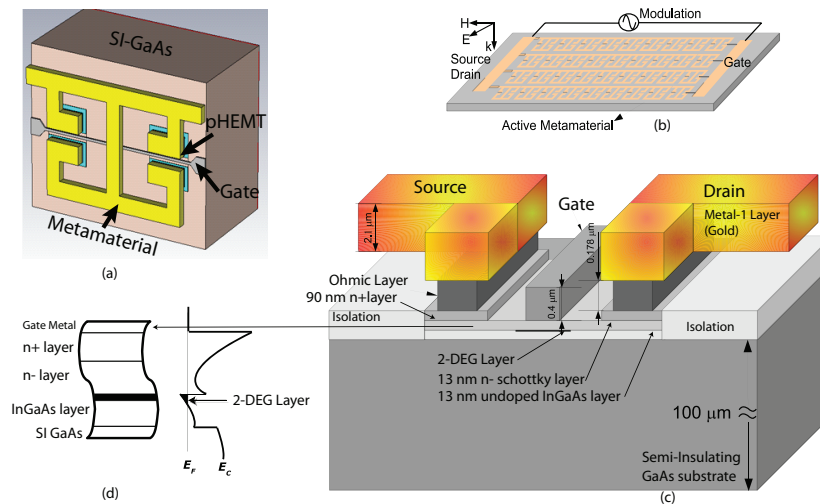 SI-GaAs
pHEMT
Gate
Metamaterial
(a)
H
E
k
Source
Drain
Modulation
Gate
Active Metamaterial
(b)
Source
Gate
Drain
Metal-1 Layer
(Gold)
2.1 μm
0.178 μm
0.4 μm
Ohmic Layer
90 nm n+layer
Isolation
Isolation
2-DEG Layer
13 nm n- schottky layer
13 nm undoped InGaAs layer
100 μm
Semi-Insulating
GaAs substrate
(c)
Gate Metal
n+ layer
n- layer
InGaAs layer
SI GaAs
2-DEG Layer
E_F E_C
(d)